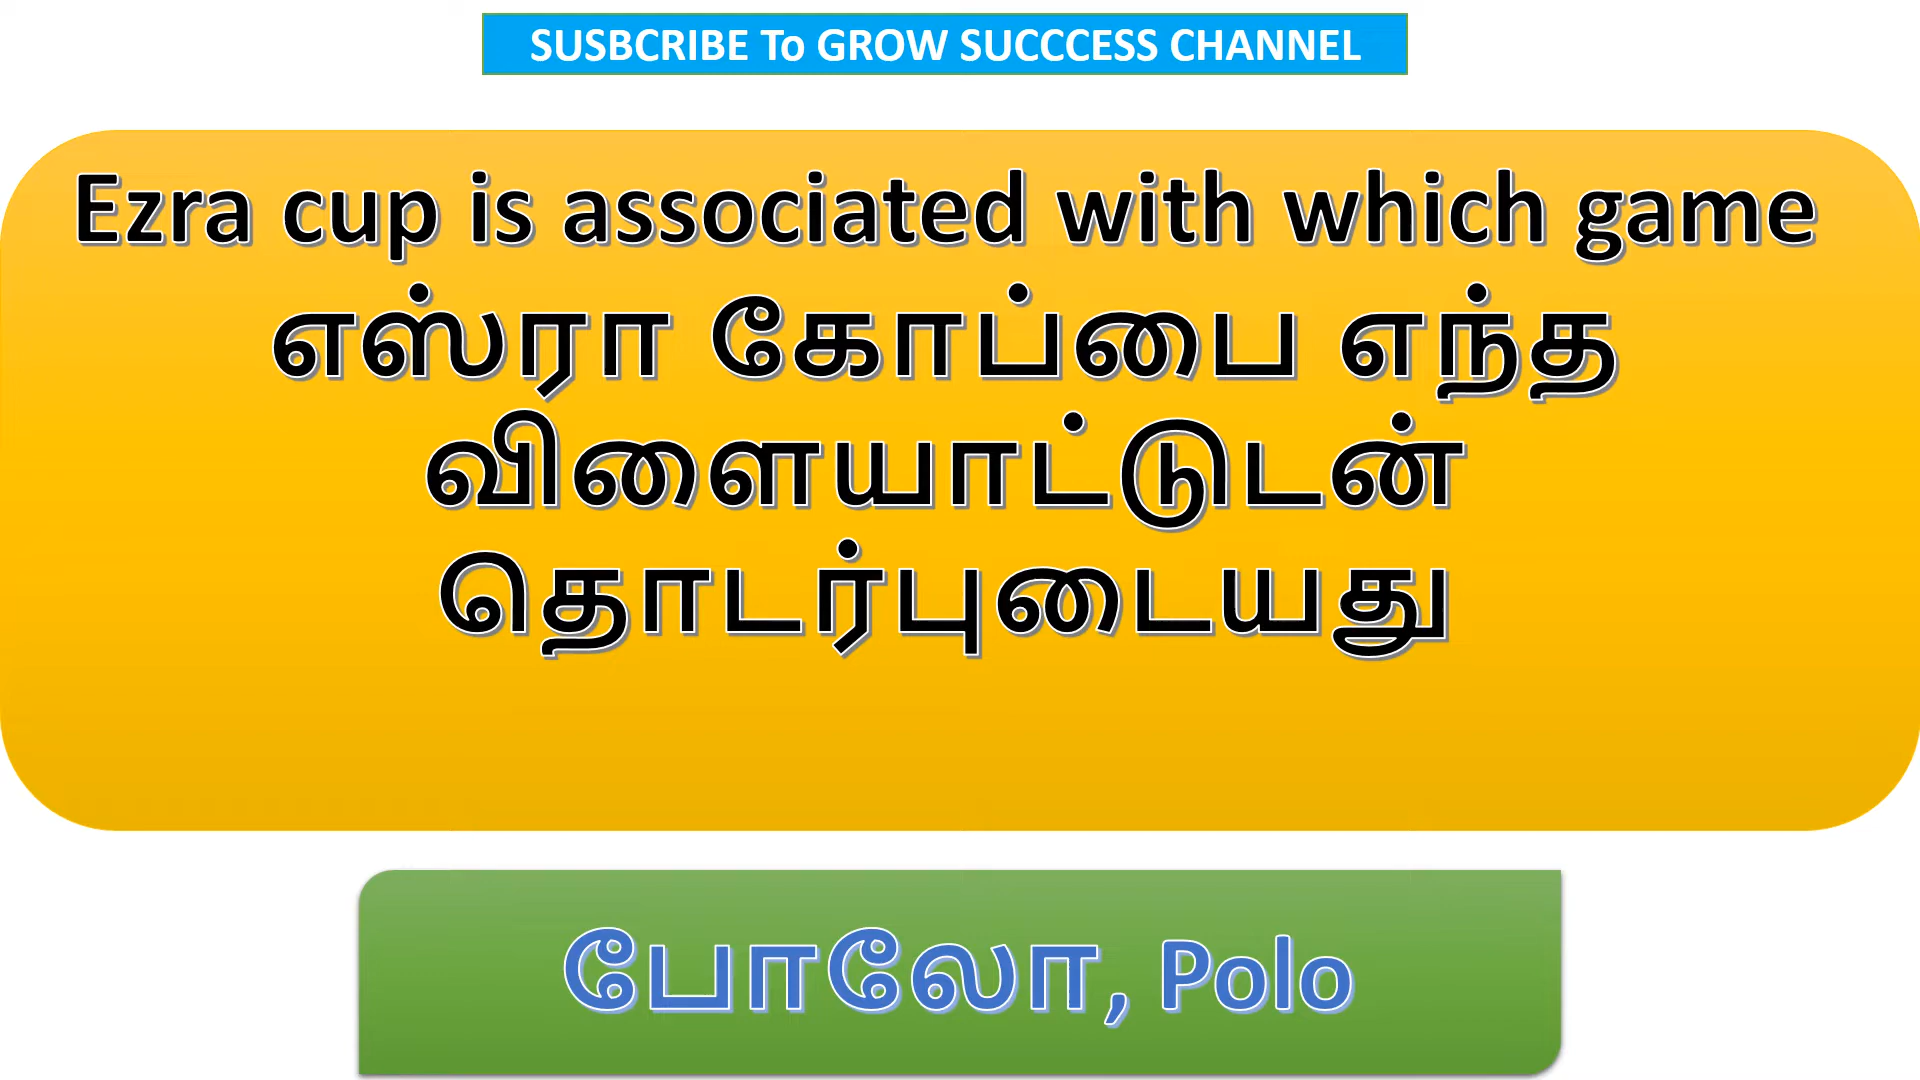 SUSBCRIBE To GROW SUCCCESS CHANNEL
Ezra cup is associated with which game
எஸ்ரா கோப்பை எந்த
விளையாட்டுடன்
தொடர்புடையது
போலோ, Polo